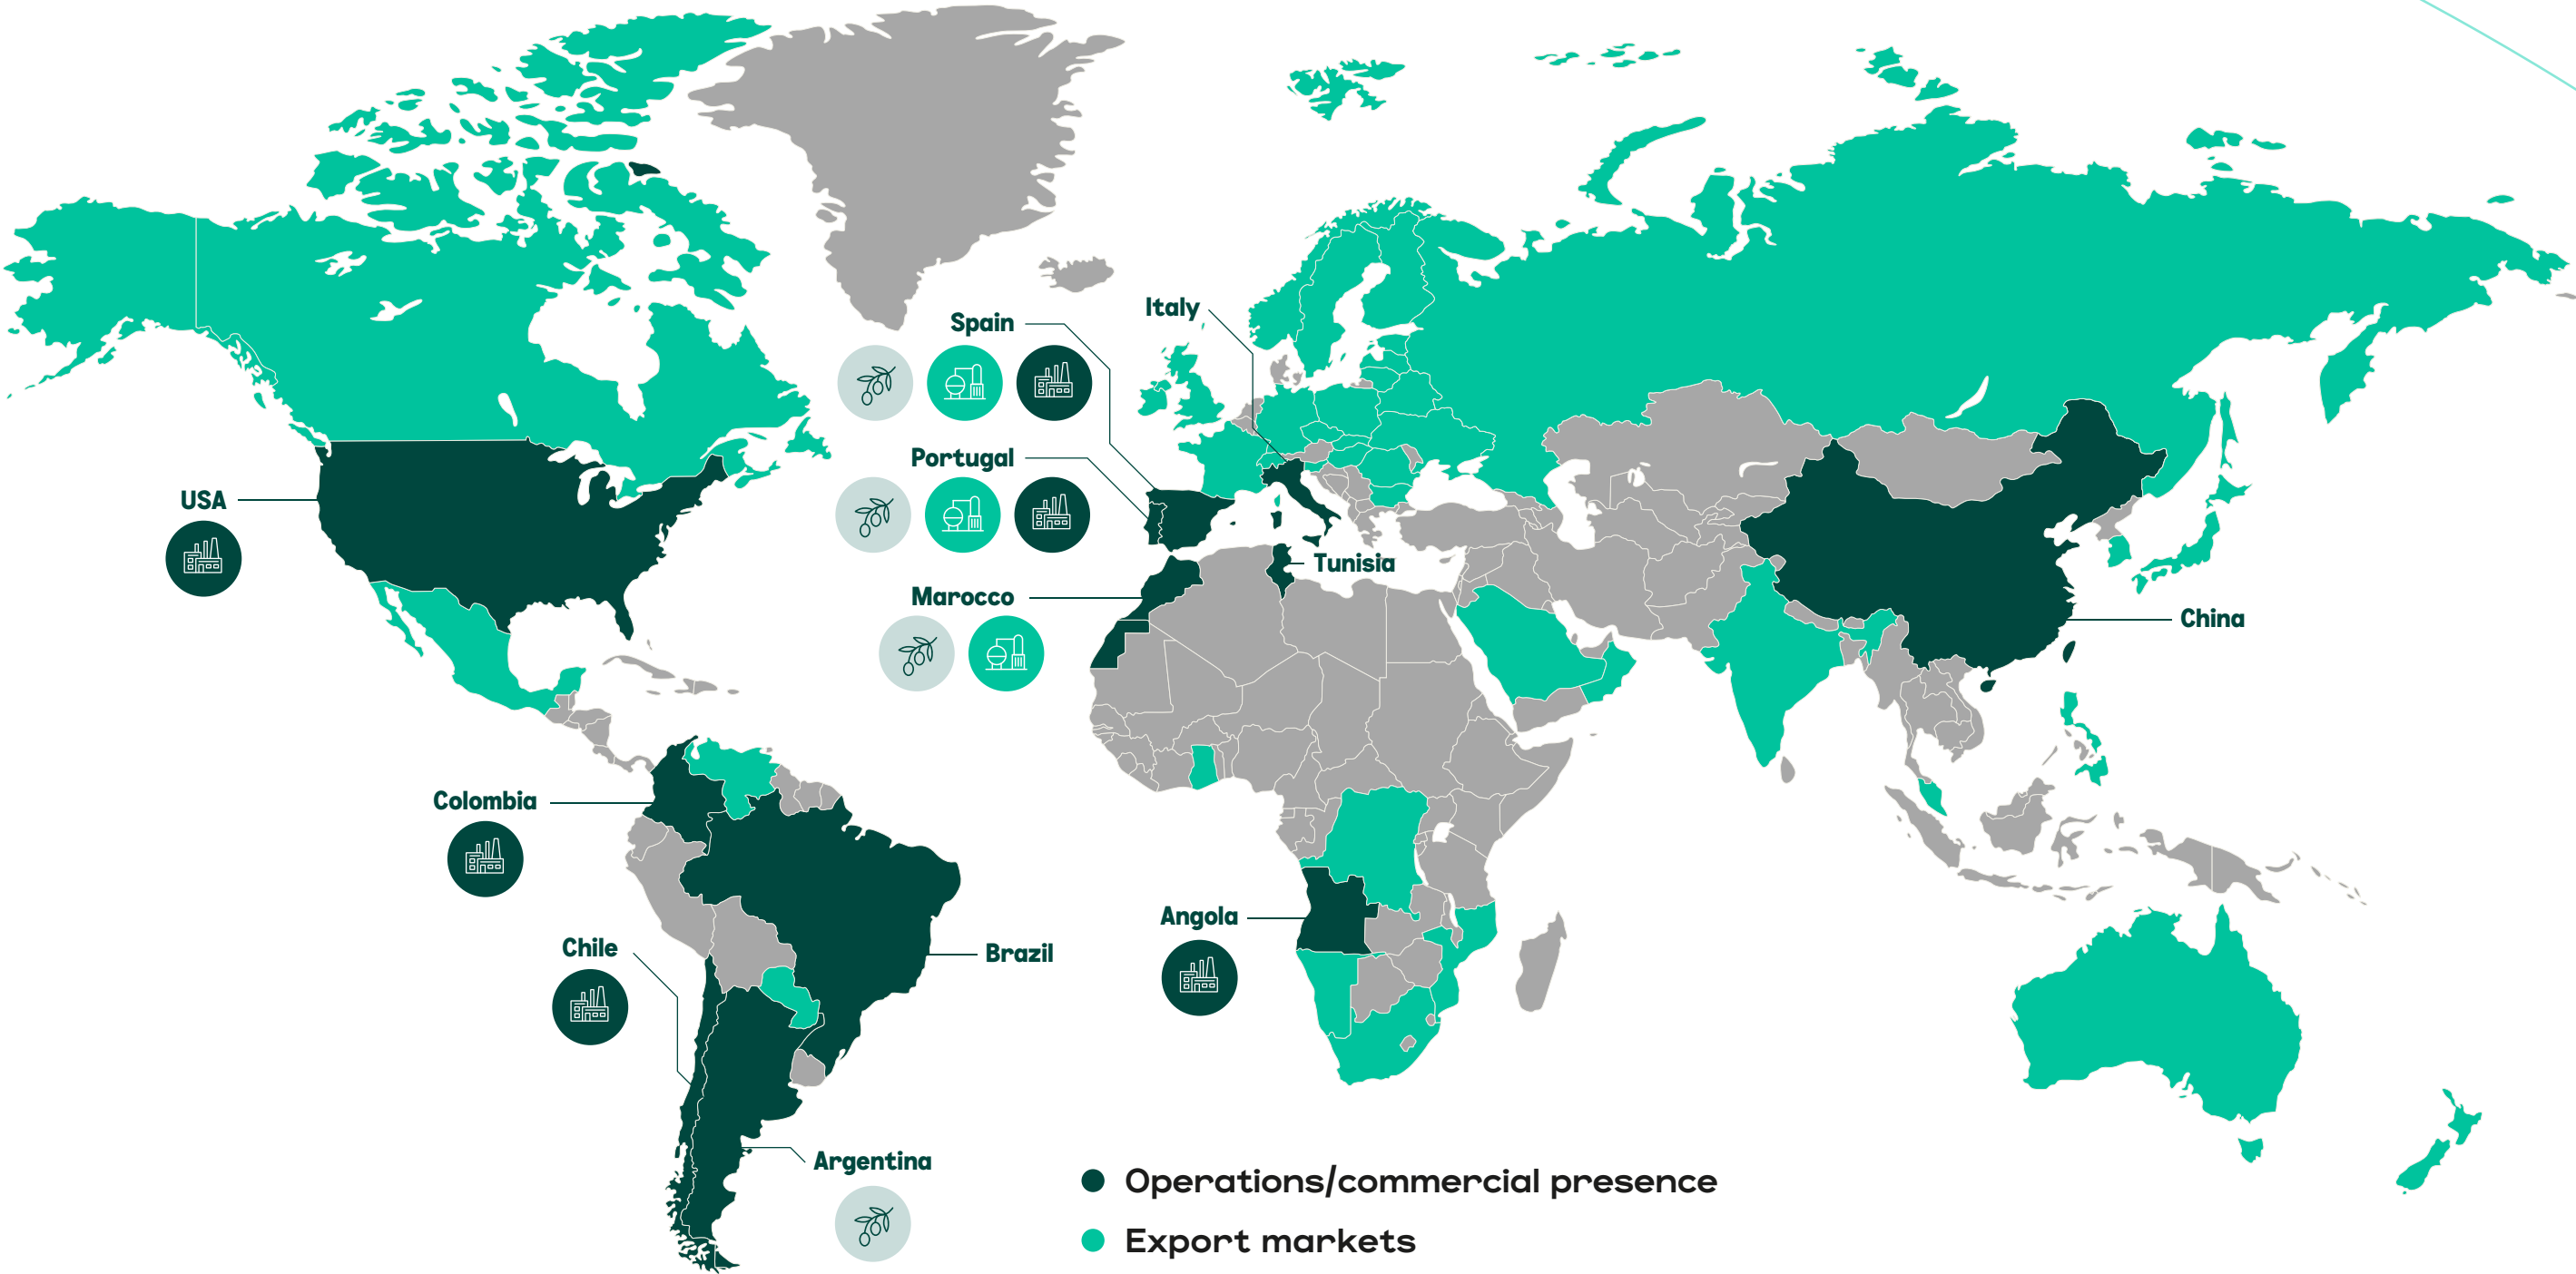 Italy
Spain
Portugal
USA
Tunisia
Marocco
China
Colombia
Angola
Chile
Brazil
Argentina
Operations/commercial presence
Export markets